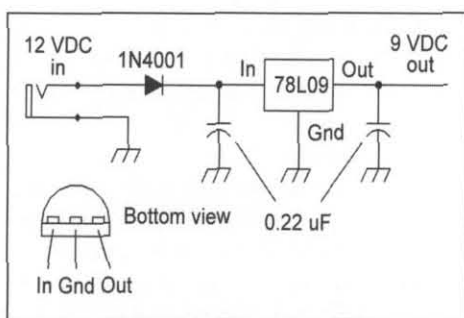 12 VDC
in
1N4001
In
78L09
Out
9 VDC
out
Gnd
0.22 uF
Bottom view
In Gnd Out